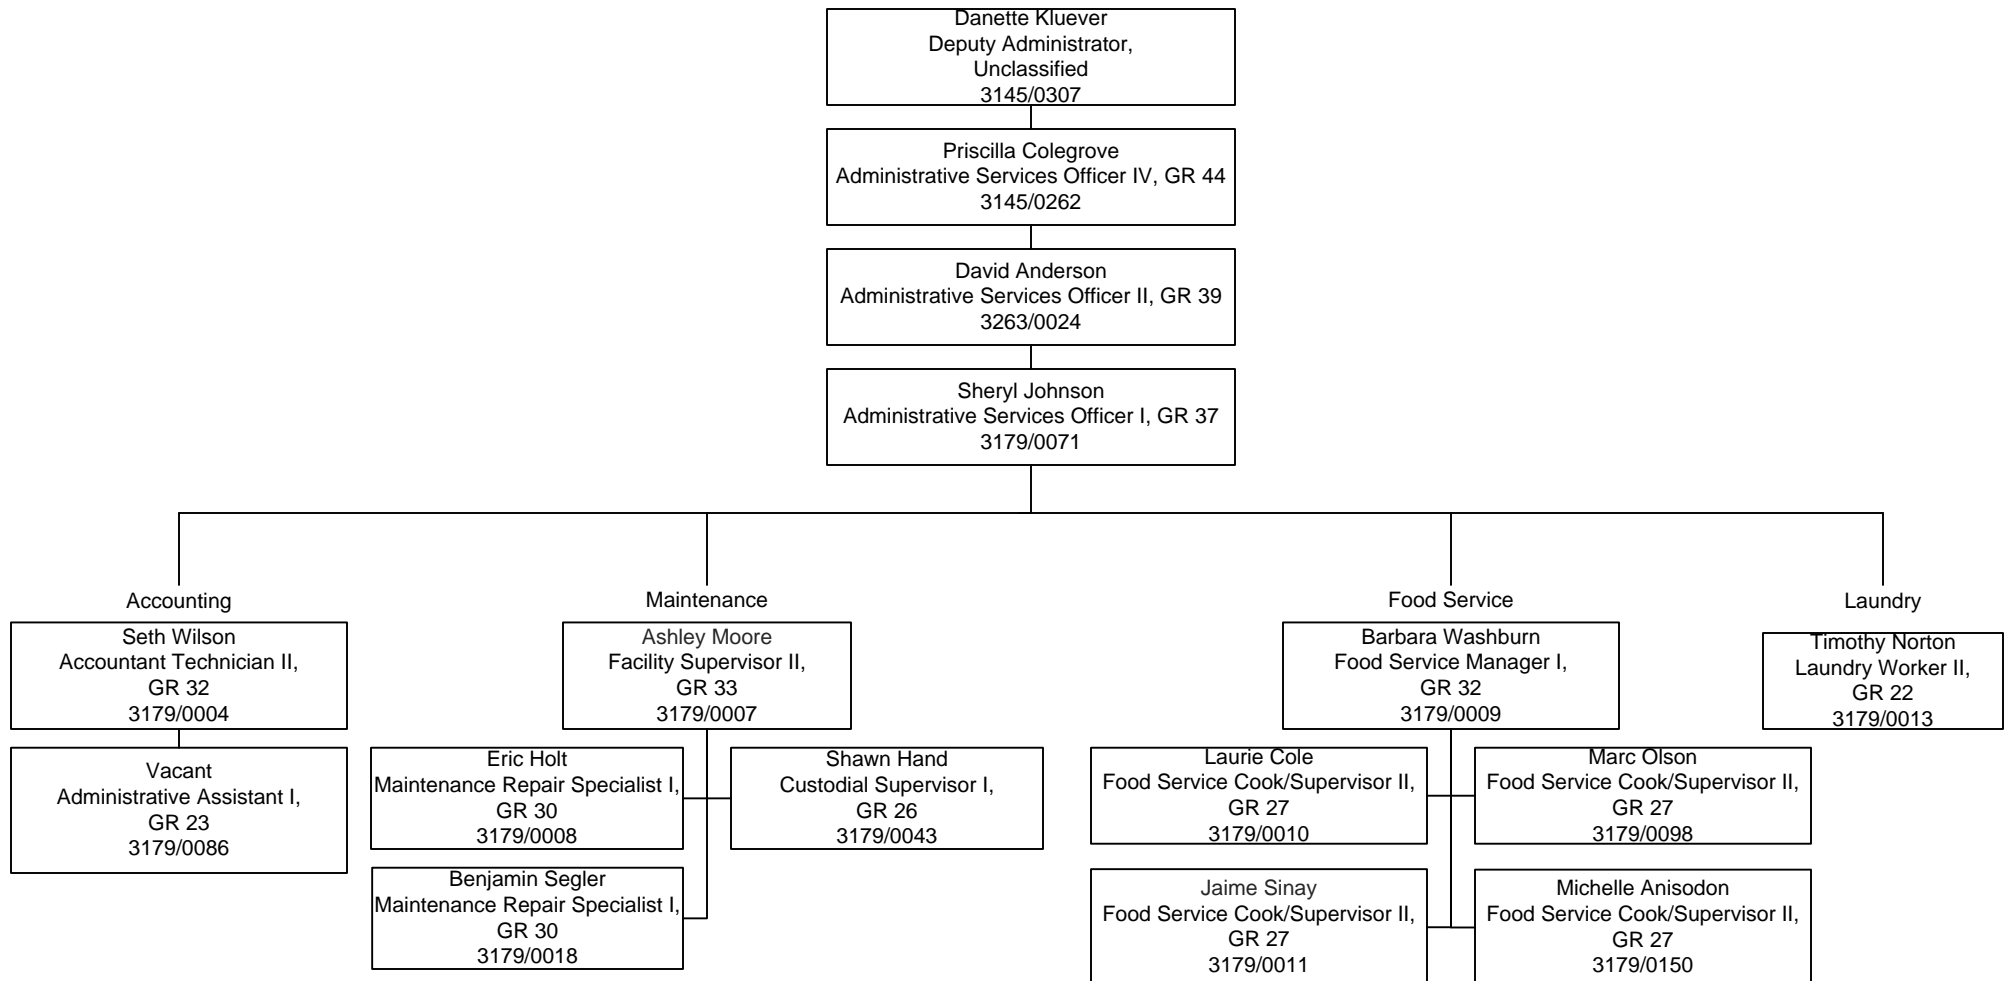 Danette Kluever
Deputy Administrator,
Unclassified
3145/0307
Priscilla Colegrove
Administrative Services Officer IV, GR 44
3145/0262
David Anderson
Administrative Services Officer II, GR 39
3263/0024
Sheryl Johnson
Administrative Services Officer I, GR 37
3179/0071
Accounting
Seth Wilson
Accountant Technician II,
GR 32
3179/0004
Vacant
Administrative Assistant I,
GR 23
3179/0086
Maintenance
Ashley Moore
Facility Supervisor II,
GR 33
3179/0007
Eric Holt
Maintenance Repair Specialist I,
GR 30
3179/0008
Shawn Hand
Custodial Supervisor I,
GR 26
3179/0043
Benjamin Segler
Maintenance Repair Specialist I,
GR 30
3179/0018
Food Service
Barbara Washburn
Food Service Manager I,
GR 32
3179/0009
Laurie Cole
Food Service Cook/Supervisor II,
GR 27
3179/0010
Marc Olson
Food Service Cook/Supervisor II,
GR 27
3179/0098
Jaime Sinay
Food Service Cook/Supervisor II,
GR 27
3179/0011
Michelle Anisodon
Food Service Cook/Supervisor II,
GR 27
3179/0150
Laundry
Timothy Norton
Laundry Worker II,
GR 22
3179/0013